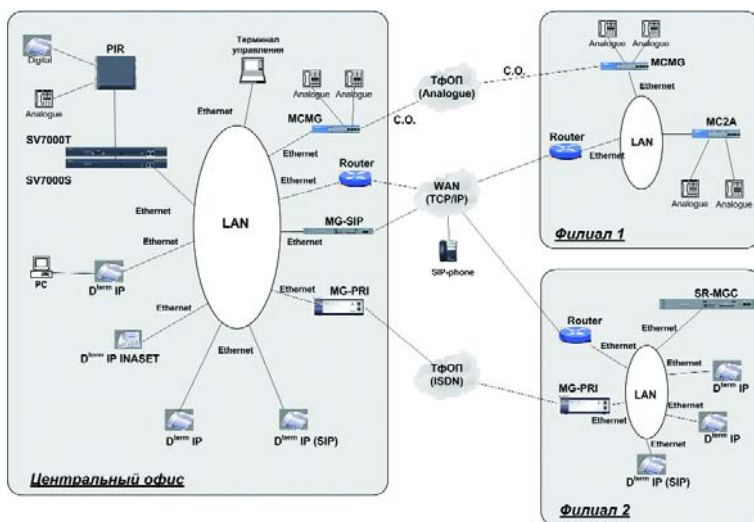 Digital
PIR
Analogue
SV7000T
SV7000S
Ethernet
Терминал
управления
Ethernet
Analogue
Analogue
MCMG
C.O.
Ethernet
Ethernet
Router
LAN
Ethernet
MG-SIP
Ethernet
Ethernet
MG-PRI
PC
Dterm IP
Ethernet
Dterm IP INASET
Ethernet
Dterm IP
Dterm IP (SIP)
Центральный офис
ТфОП
(Analogue)
C.O.
WAN
(TCP/IP)
SIP-phone
ТфОП
(ISDN)
Analogue
Analogue
MCMG
Ethernet
Router
Ethernet
LAN
MC2A
Analogue
Analogue
Филиал 1
SR-MGC
Router
Ethernet
Ethernet
Ethernet
Dterm IP
MG-PRI
LAN
Ethernet
Ethernet
Dterm IP
Ethernet
Dterm IP (SIP)
Филиал 2